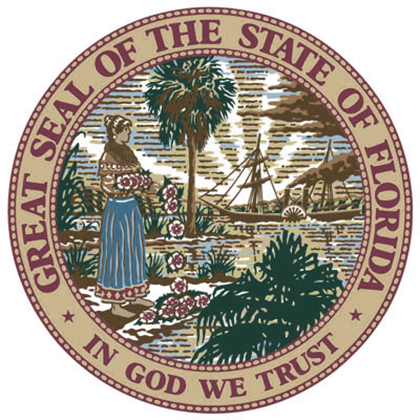 GREAT SEAL OF THE STATE OF FLORIDA
IN GOD WE TRUST